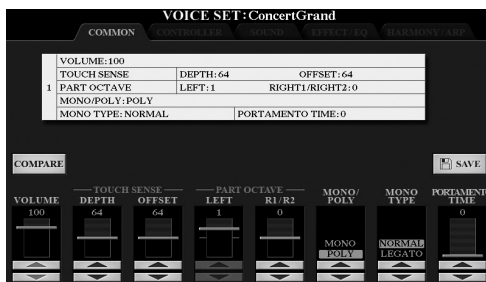 VOICE SET:ConcertGrand
COMMON CONTROLLER SOUND EFFECT/EQ HARMONY/ARP
VOLUME:100
TOUCH SENSE DEPTH:64 OFFSET:64
1 PART OCTAVE LEFT:1 RIGHT1/RIGHT2:0
MONO/POLY:POLY
MONO TYPE:NORMAL PORTAMENTO TIME:0
COMPARE SAVE
TOUCH SENSE PART OCTAVE MONO/ MONO PORTAMENT
VOLUME DEPTH OFFSET LEFT R1/R2 POLY TYPE TIME
100 64 64 1 0 0
MONO NORMAL
POLY LEGATO